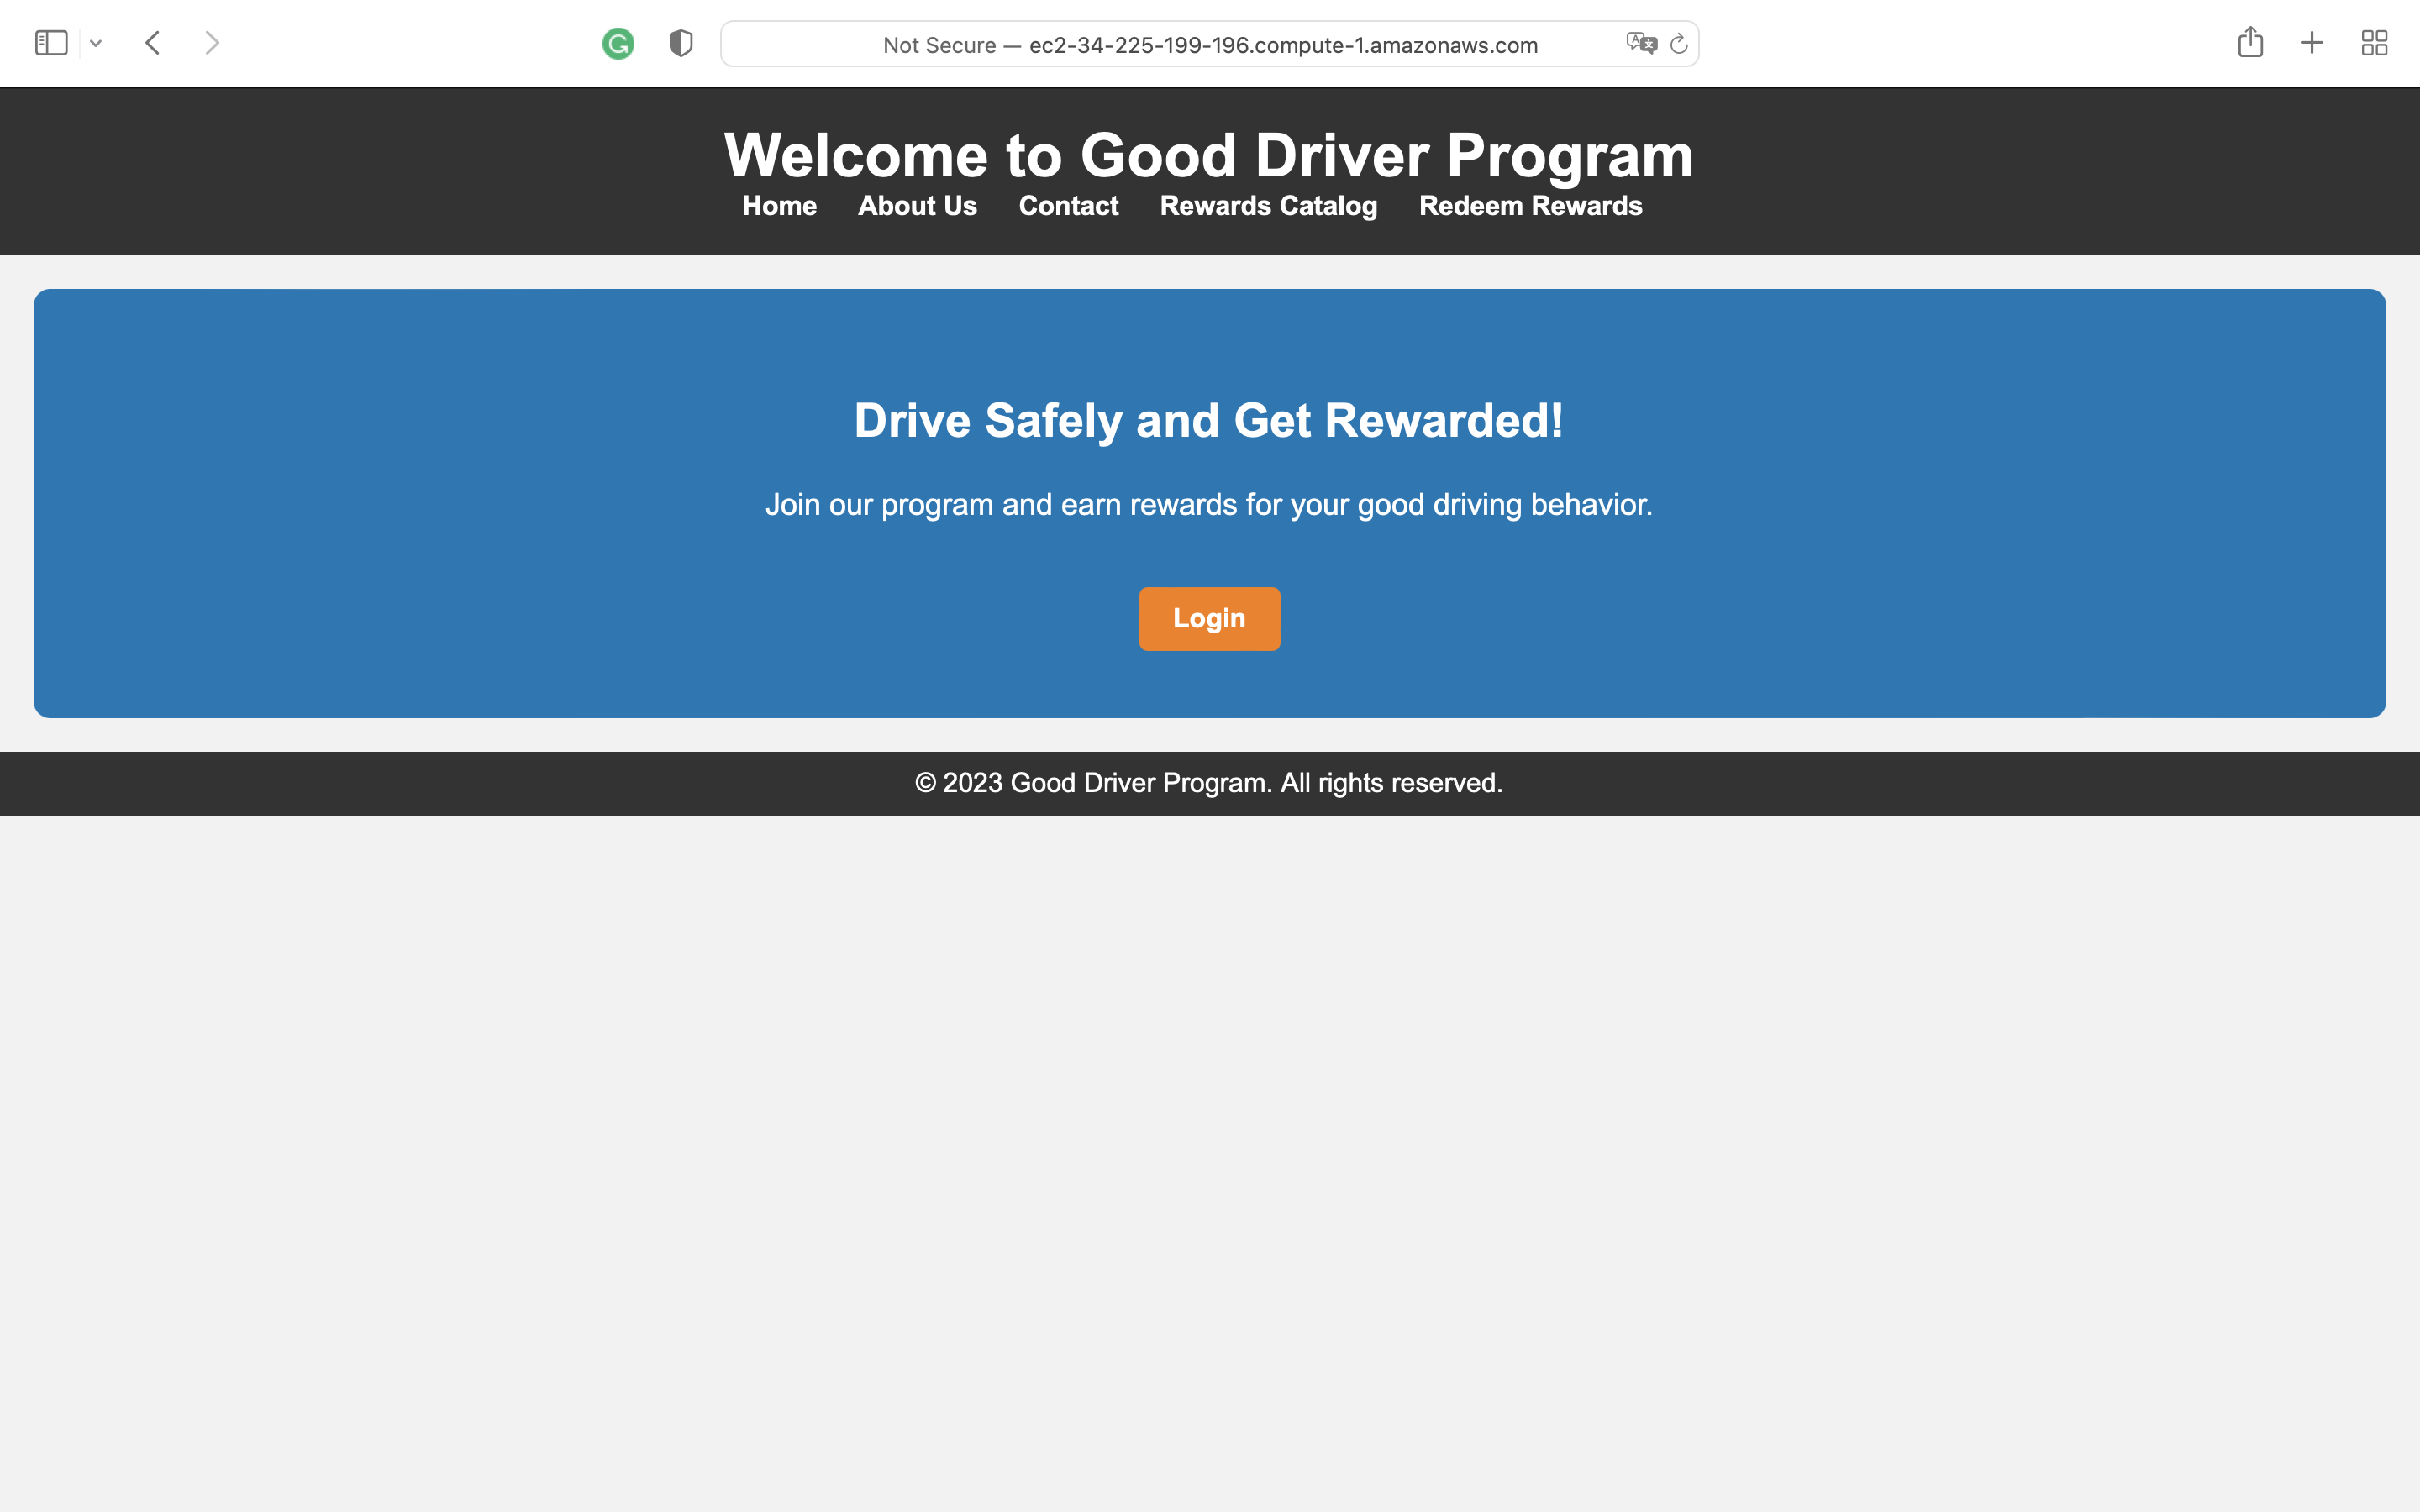 Not Secure — ec2-34-225-199-196.compute-1.amazonaws.com
Welcome to Good Driver Program
Home About Us Contact Rewards Catalog Redeem Rewards
Drive Safely and Get Rewarded!
Join our program and earn rewards for your good driving behavior.
Login
© 2023 Good Driver Program. All rights reserved.